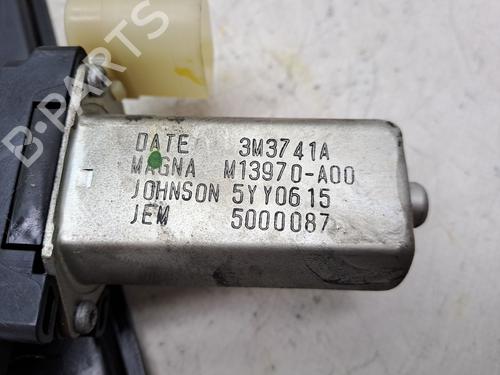 B-PARTS
DATE 3M3741A
MAGNA M13970-A00
JOHNSON 5YY0615
JEM 5000087